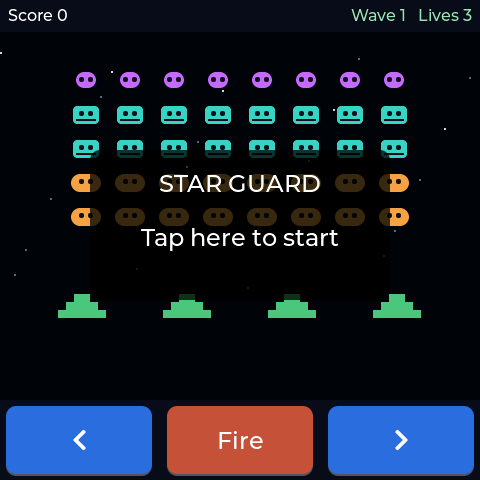 Score 0
Wave 1 Lives 3
STAR GUARD
Tap here to start
Fire